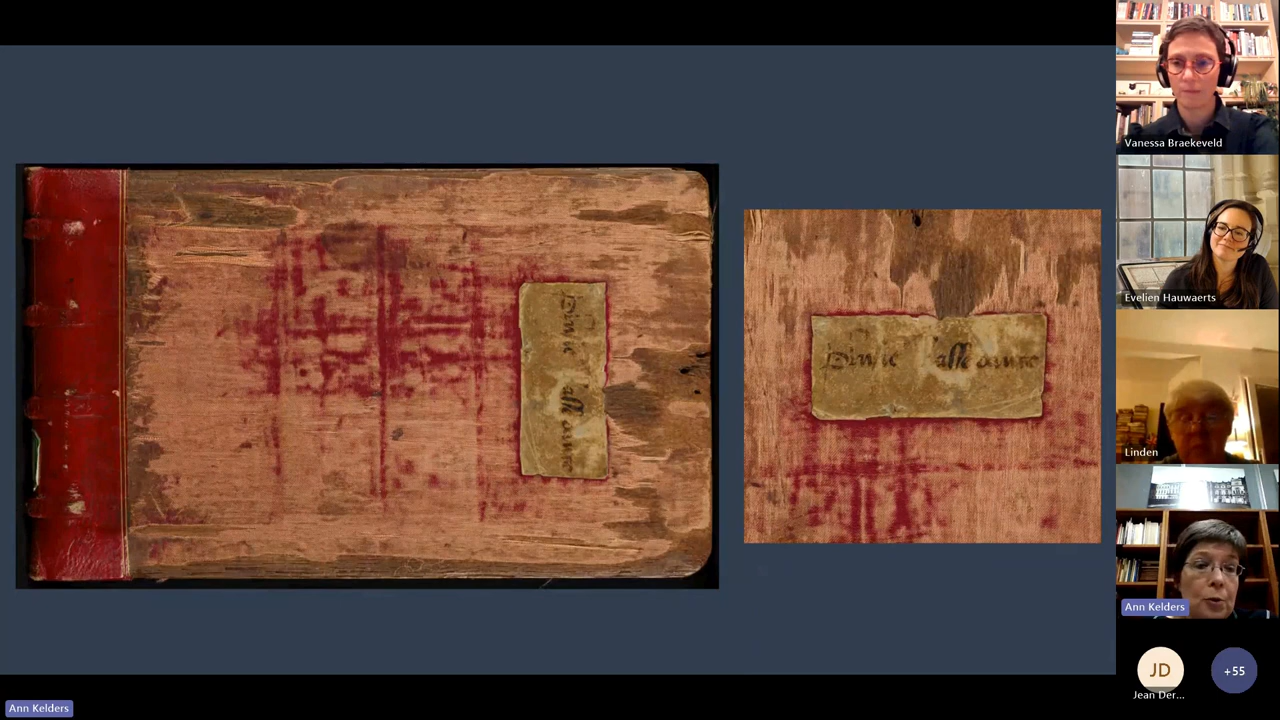 Vanessa Braekeveld
Evelien Hauwaerts
Linden
Ann Kelders
JD
Jean Der...
+55
Ann Kelders